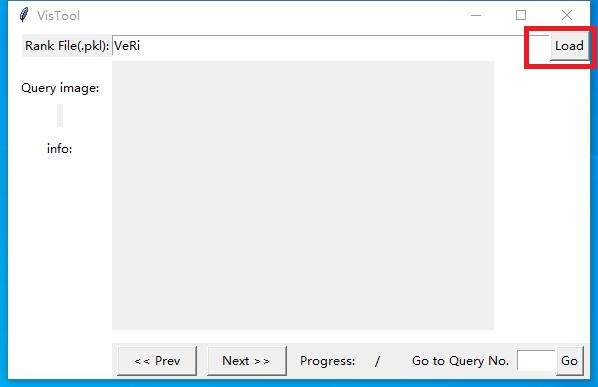 VisTool
Rank File(.pkl): VeRi Load
Query image:
info:
<< Prev Next >> Progress: / Go to Query No. Go